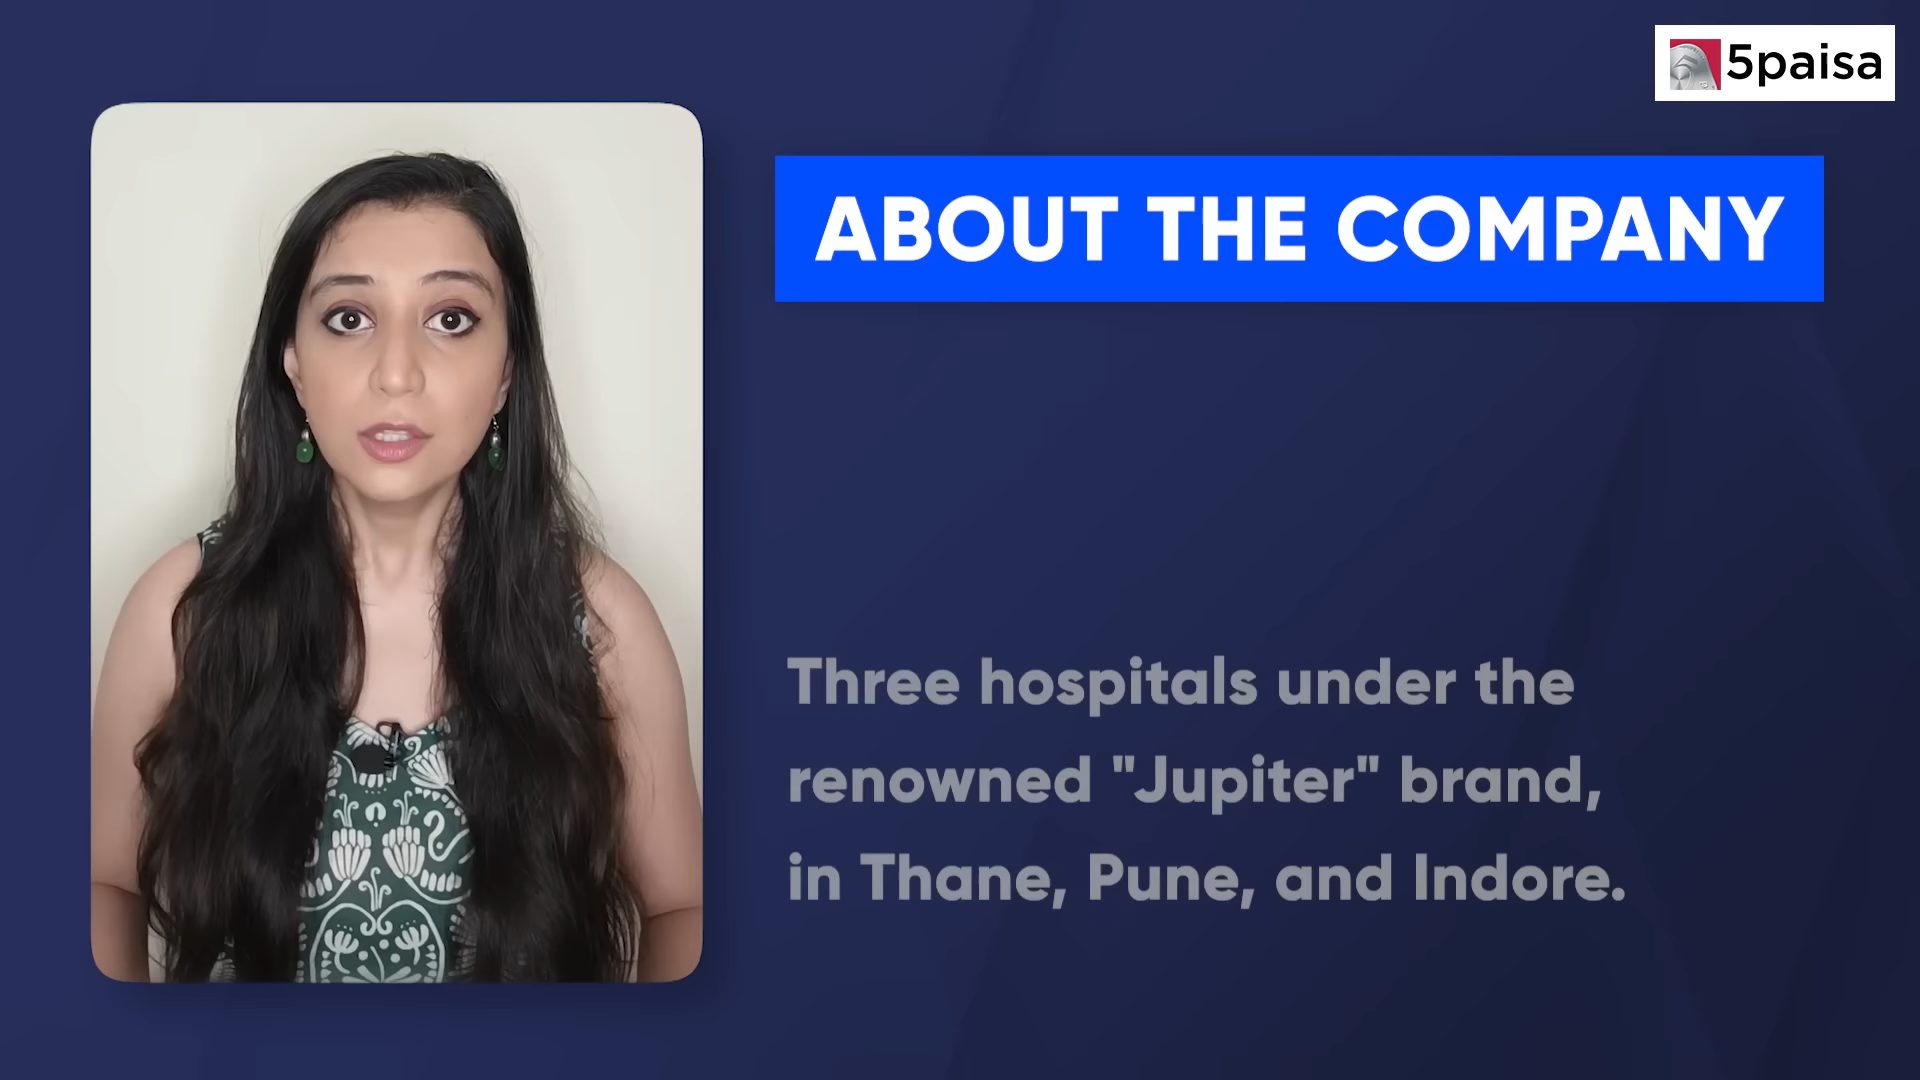 5paisa
ABOUT THE COMPANY
Three hospitals under the
renowned "Jupiter" brand,
in Thane, Pune, and Indore.